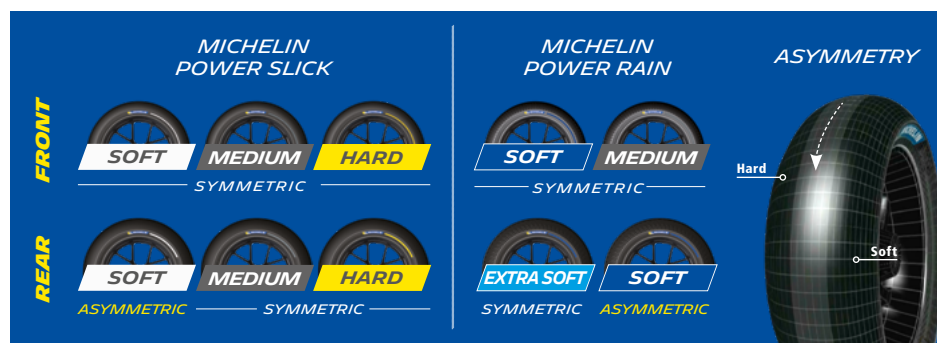 MICHELIN
POWER SLICK
FRONT
SOFT
MEDIUM
HARD
SYMMETRIC
REAR
SOFT
MEDIUM
HARD
ASYMMETRIC
SYMMETRIC
MICHELIN
POWER RAIN
SOFT
MEDIUM
SYMMETRIC
EXTRA SOFT
SOFT
SYMMETRIC
ASYMMETRIC
ASYMMETRY
Hard
Soft